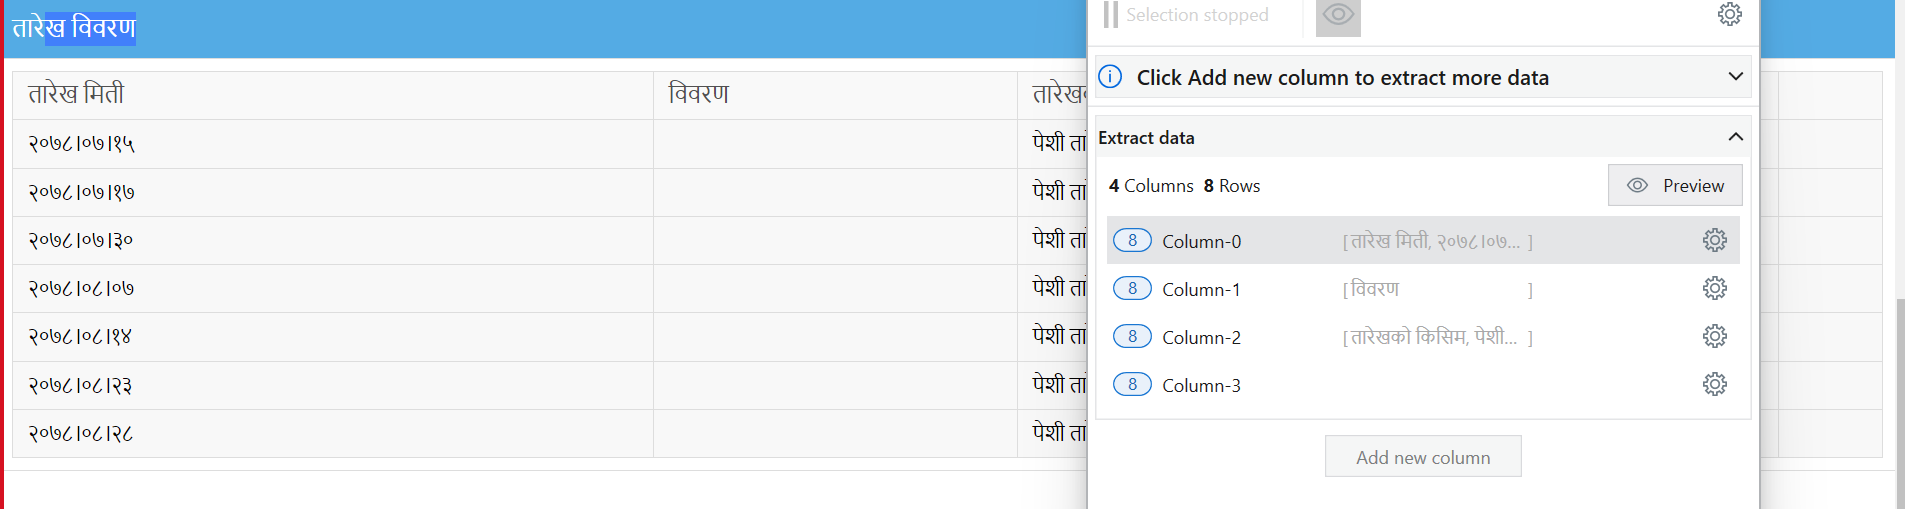 तारेख विवरण
तारेख मिती विवरण
२०७८।०७।१५ पेशी
२०७८।०७।१७ पेशी
२०७८।०७।३० पेशी
२०७८।०८।०७ पेशी
२०७८।०८।१४ पेशी
२०७८।०८।२३ पेशी
२०७८।०८।२८ पेशी
Selection stopped
Click Add new column to extract more data
Extract data
4 Columns 8 Rows
Preview
8 Column-0 [ तारेख मिती, २०७८।०७... ]
8 Column-1 [ विवरण ]
8 Column-2 [ तारेखको किसिम, पेशी... ]
8 Column-3
Add new column